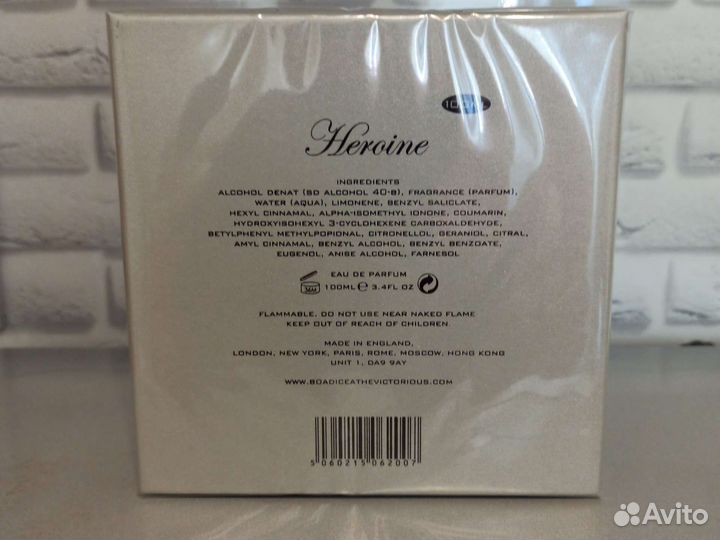 100ML
Heroine
INGREDIENTS
ALCOHOL DENAT (SD ALCOHOL 40-B), FRAGRANCE (PARFUM),
WATER (AQUA), LIMONENE, BENZYL SALICLATE,
HEXYL CINNAMAL, ALPHA-ISOMETHYL IONONE, COUMARIN,
HYDROXYISOHEXYL 3-CYCLOHEXENE CARBOXALDEHYDE,
BETYLPHENYL METHYLPOPIONAL, CITRONELLOL, GERANIOL, CITRAL,
AMYL CINNAMAL, BENZYL ALCOHOL, BENZYL BENZOATE,
EUGENOL, ANISE ALCOHOL, FARNESOL
EAU DE PARFUM
36M 100ML ℮ 3.4FL OZ
FLAMMABLE. DO NOT USE NEAR NAKED FLAME
KEEP OUT OF REACH OF CHILDREN.
MADE IN ENGLAND,
LONDON, NEW YORK, PARIS, ROME, MOSCOW, HONG KONG
UNIT 1, DA9 9AY
WWW.BOADICEATHEVICTORIOUS.COM
5 060215 062007
Avito